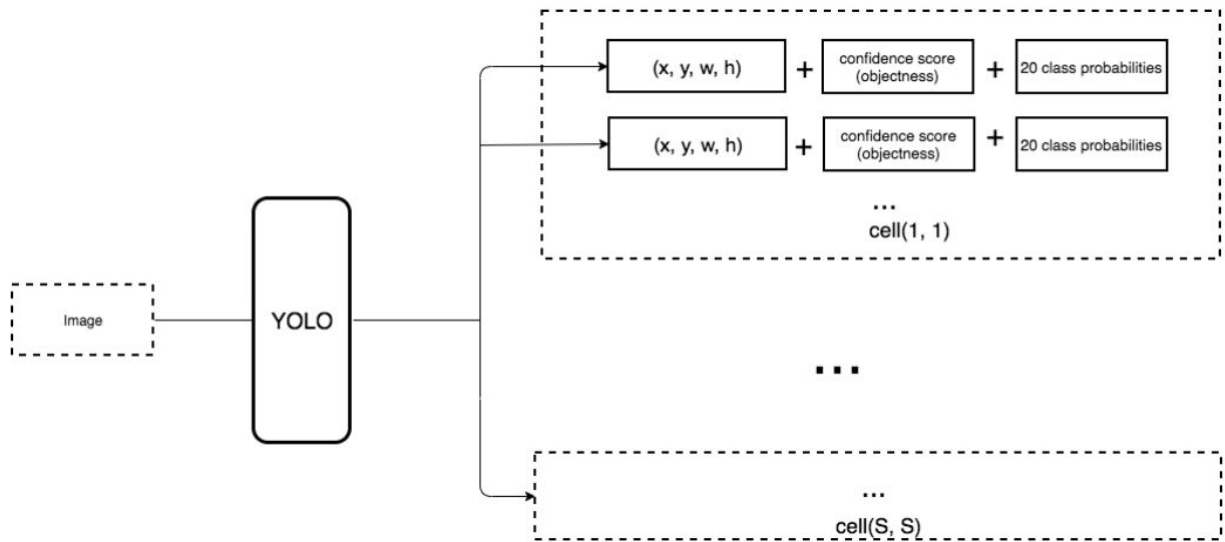 (x, y, w, h) + confidence score (objectness) + 20 class probabilities
(x, y, w, h) + confidence score (objectness) + 20 class probabilities
...
cell(1, 1)
Image
YOLO
...
...
cell(S, S)